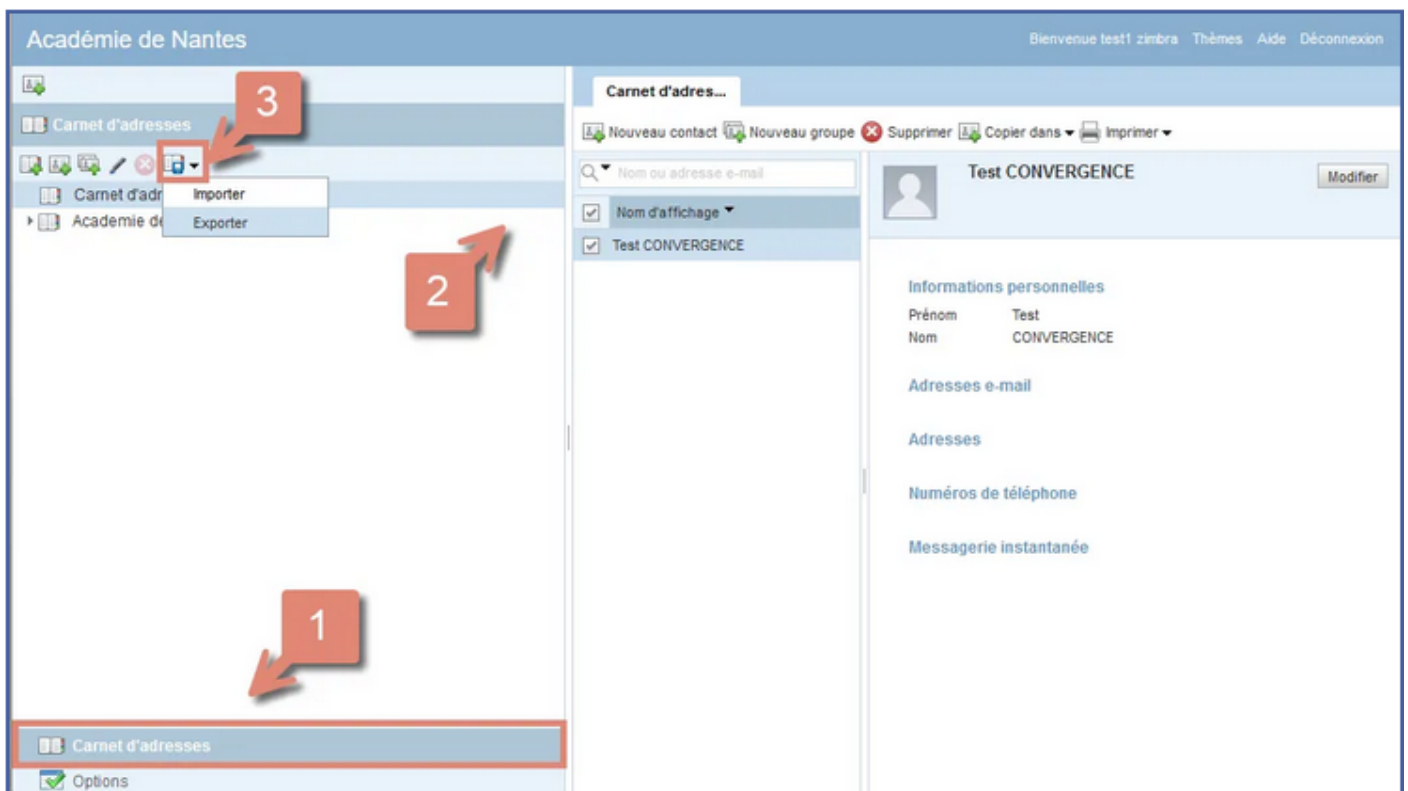 Académie de Nantes
Bienvenue test1 zimbra Thèmes Aide Déconnexion
3
Carnet d'adresses
Carnet d'adr
Importer
Academie de
Exporter
2
1
Carnet d'adresses
Options
Carnet d'adres...
Nouveau contact Nouveau groupe Supprimer Copier dans Imprimer
Nom ou adresse e-mail
Nom d'affichage
Test CONVERGENCE
Test CONVERGENCE
Modifier
Informations personnelles
Prénom Test
Nom CONVERGENCE
Adresses e-mail
Adresses
Numéros de téléphone
Messagerie instantanée